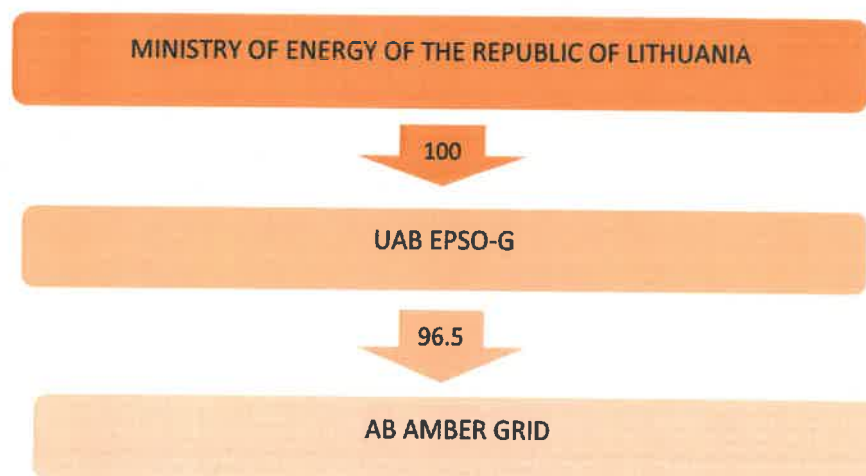 MINISTRY OF ENERGY OF THE REPUBLIC OF LITHUANIA
100
UAB EPSO-G
96.5
AB AMBER GRID